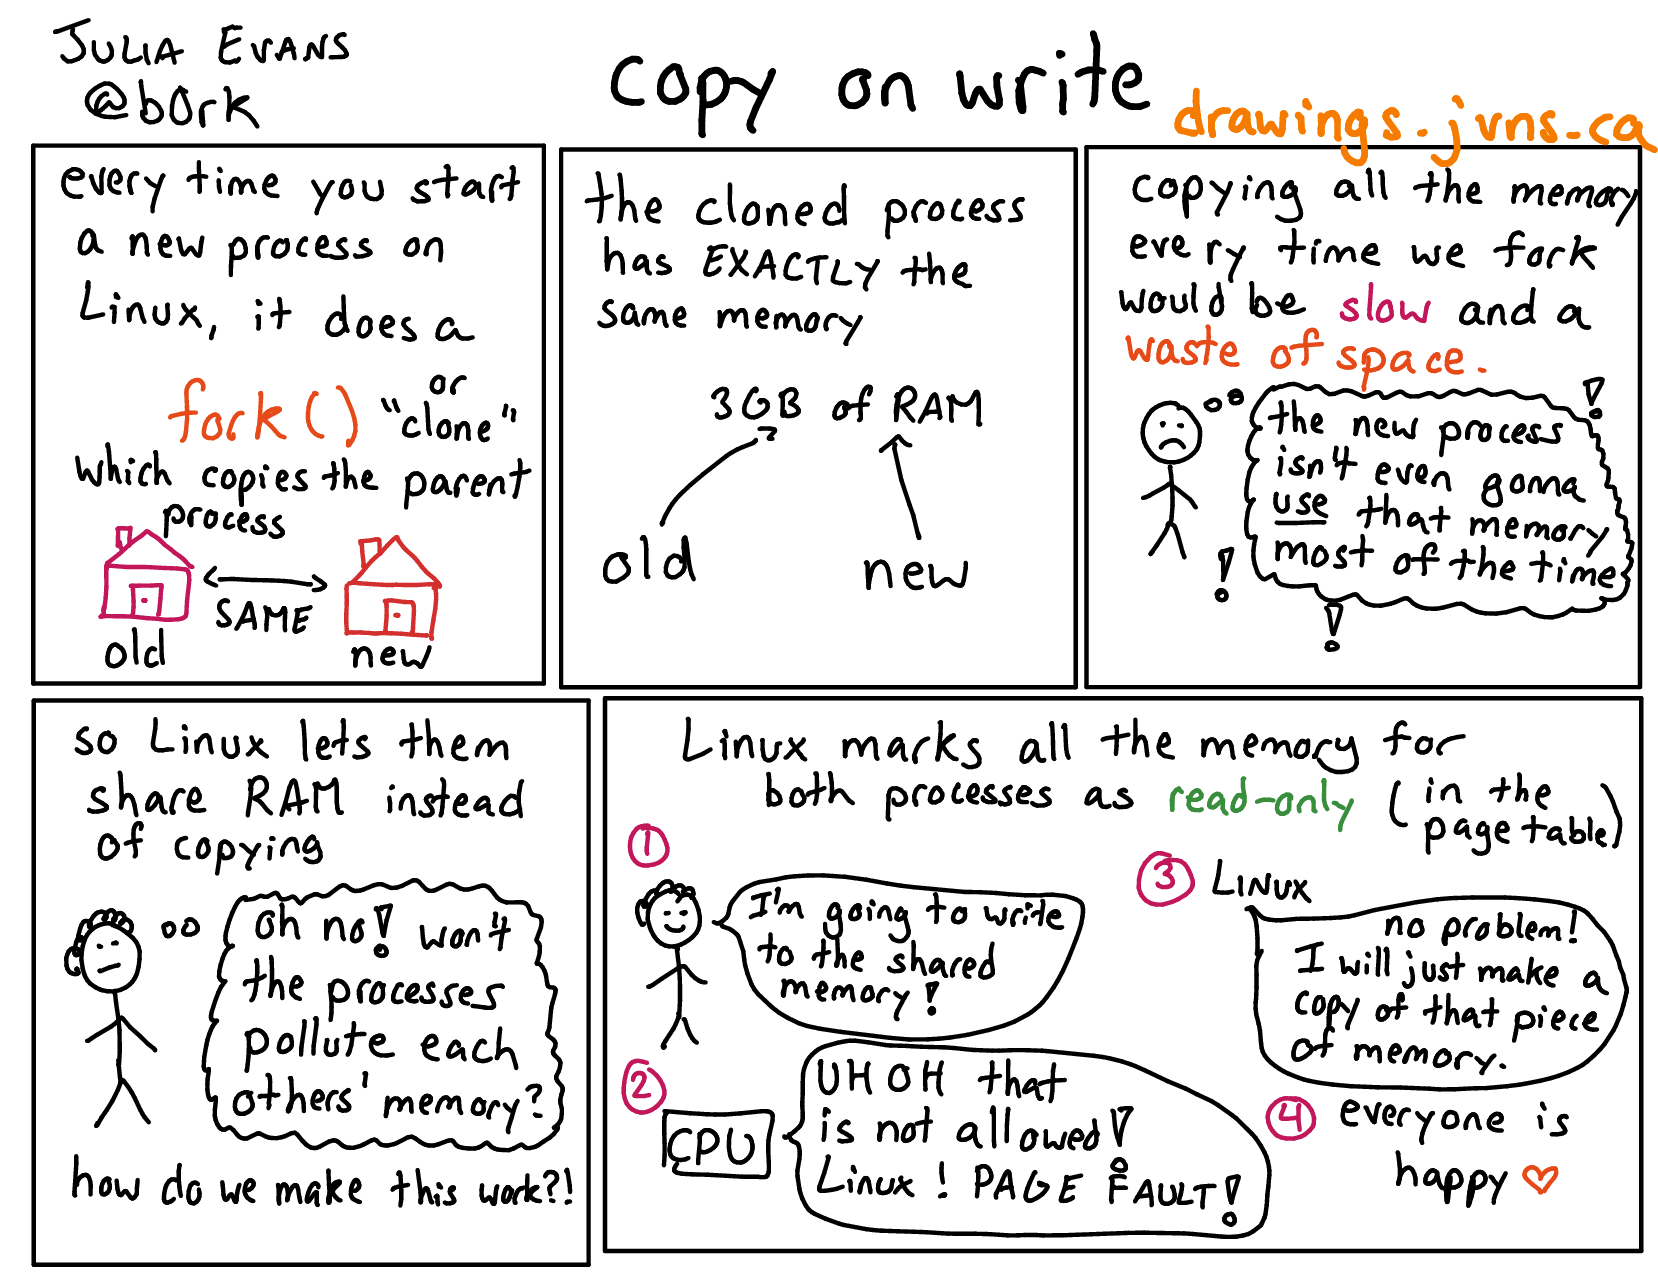 JULIA EVANS
@b0rk
copy on write
drawings.jvns.ca
every time you start
a new process on
Linux, it does a
fork() or "clone"
which copies the parent
process
SAME
old
new
the cloned process
has EXACTLY the
same memory
3GB of RAM
old
new
copying all the memory
every time we fork
would be slow and a
waste of space.
the new process
isn't even gonna
use that memory
most of the time
!
!
!
so Linux lets them
share RAM instead
of copying
oh no! won't
the processes
pollute each
others' memory?
how do we make this work?!
Linux marks all the memory for
both processes as read-only (in the
page table)
1
I'm going to write
to the shared
memory!
2
CPU
UH OH that
is not allowed!
Linux! PAGE FAULT!
3 LINUX
no problem!
I will just make a
copy of that piece
of memory.
4 everyone is
happy ♡